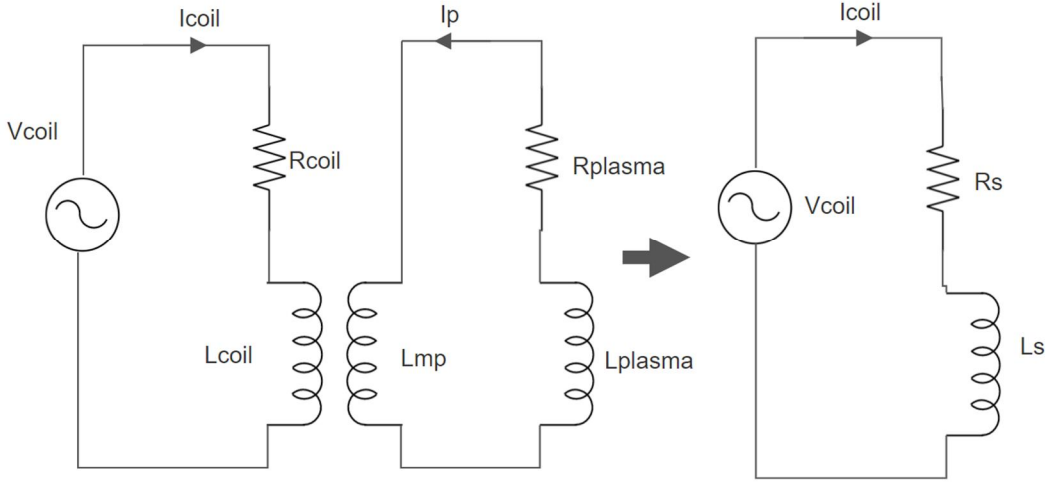 Icoil
Ip
Icoil
Vcoil
Rcoil
Rplasma
Rs
Vcoil
Lcoil
Lmp
Lplasma
Ls